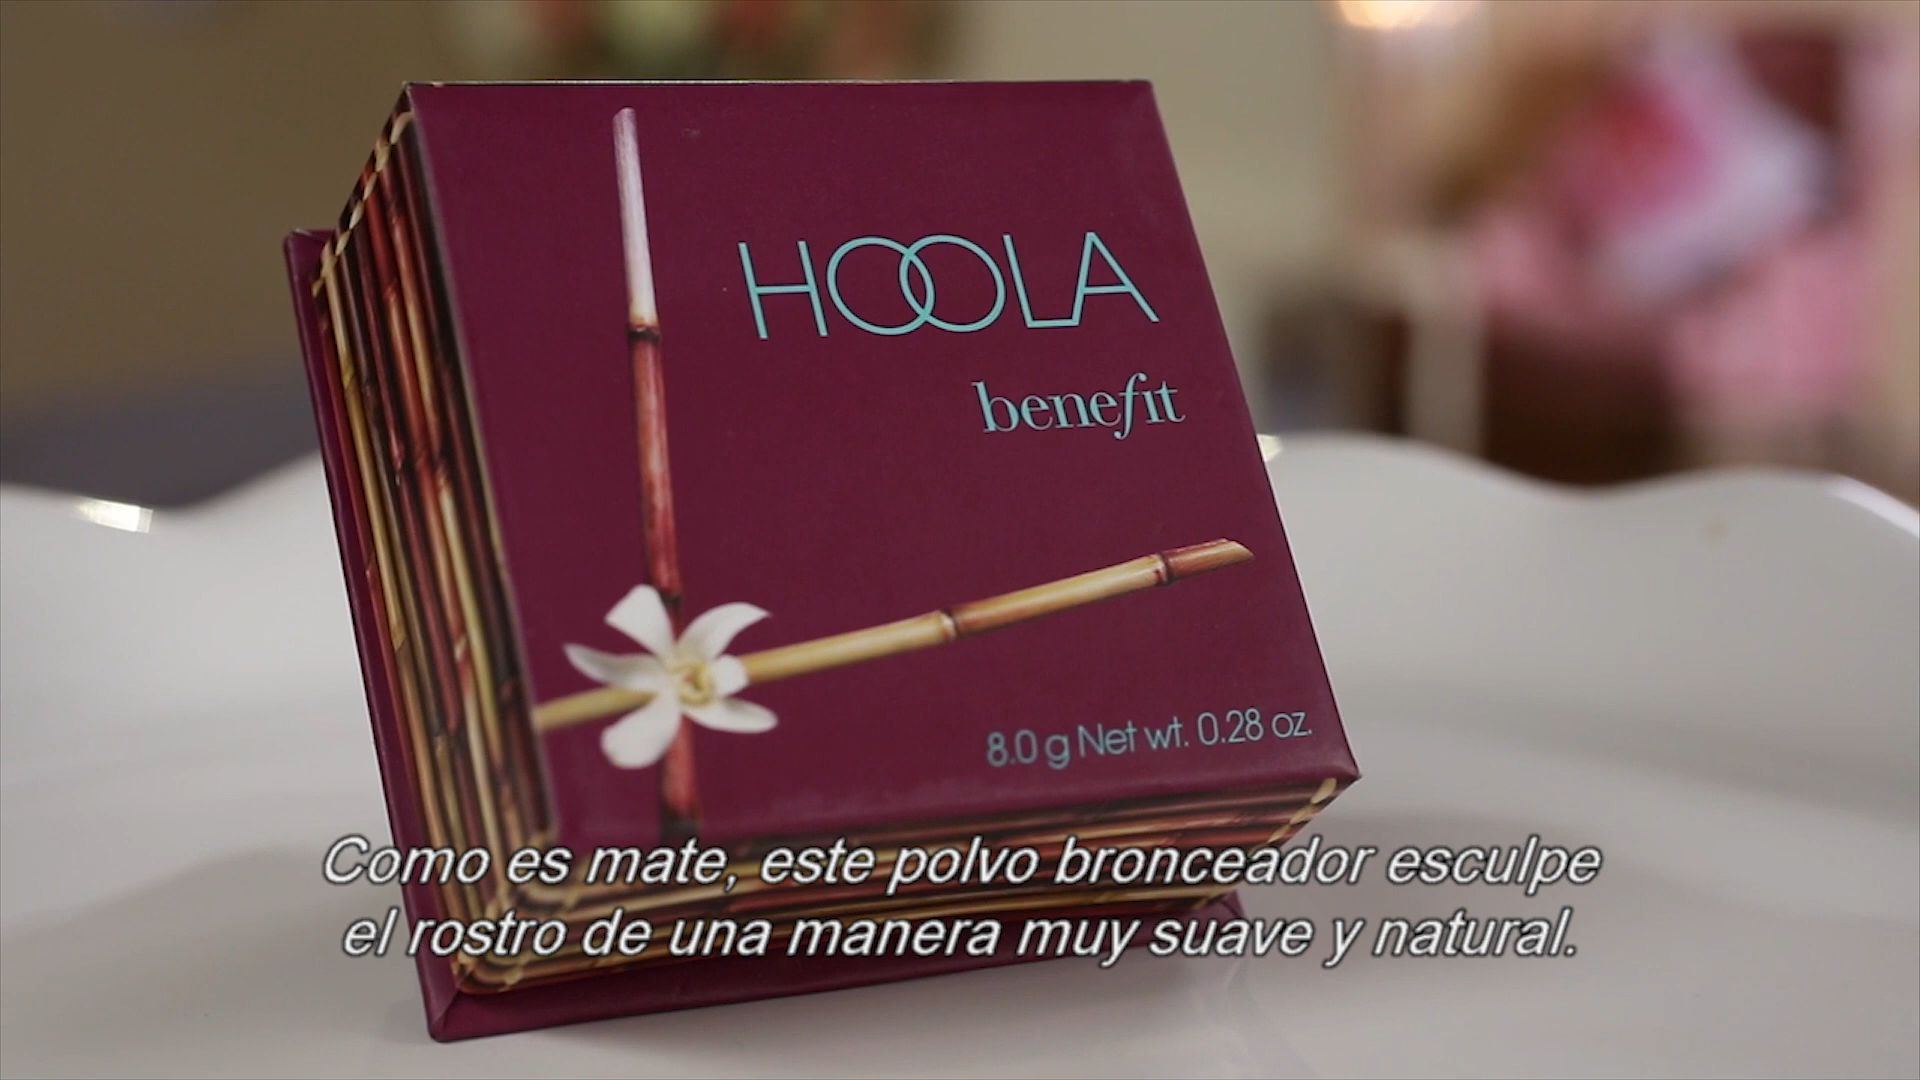 HOOLA
benefit
8.0 g Net wt. 0.28 oz.
Como es mate, este polvo bronceador esculpe
el rostro de una manera muy suave y natural.